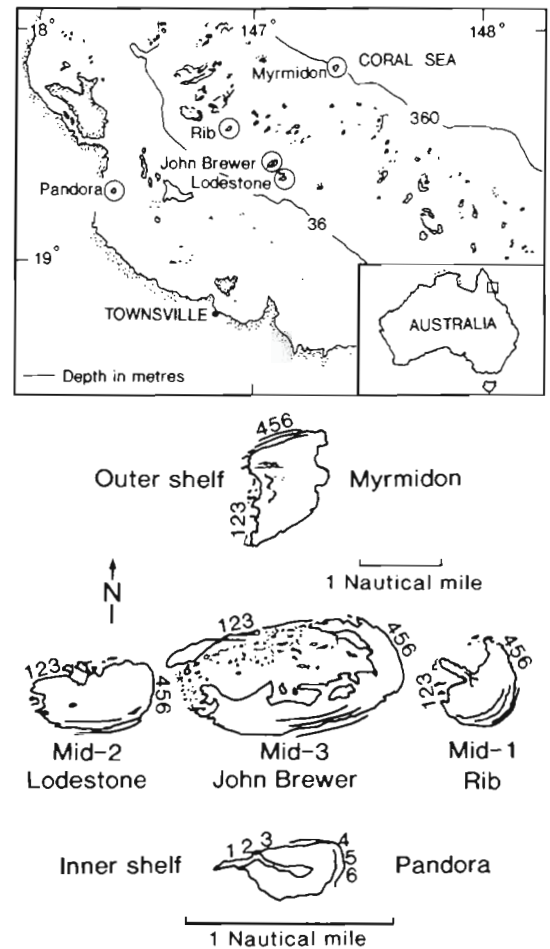 18°
147°
148°
Myrmidon
CORAL SEA
360
Rib
John Brewer
Lodestone
Pandora
36
19°
TOWNSVILLE
AUSTRALIA
Depth in metres
456
Outer shelf
Myrmidon
123
1 Nautical mile
N
123
456
123
456
456
123
Mid-2
Mid-3
Mid-1
Lodestone
John Brewer
Rib
1 2 3
4
5
6
Inner shelf
Pandora
1 Nautical mile